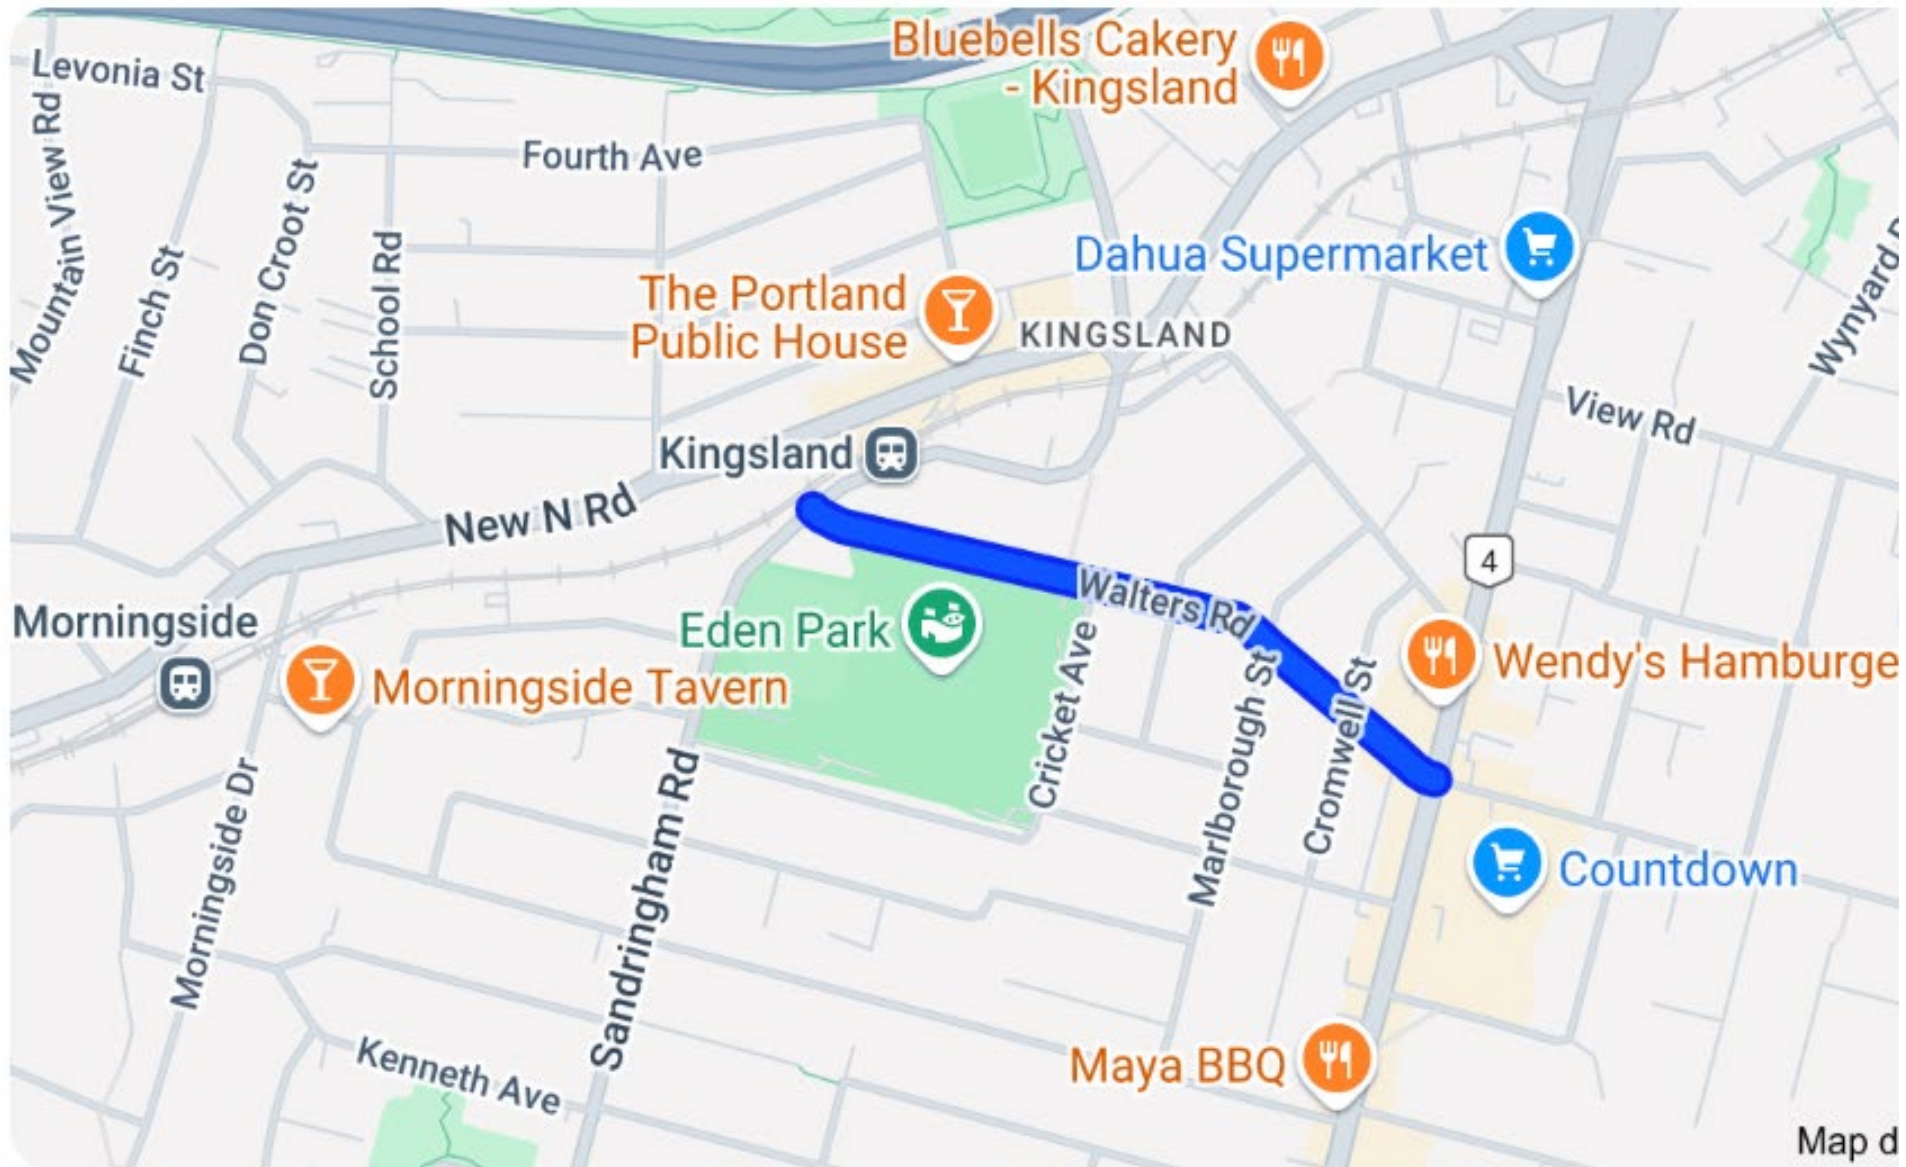 Bluebells Cakery
- Kingsland
Levonia St
Mountain View Rd
Fourth Ave
Finch St
Don Croot St
School Rd
Dahua Supermarket
Wynyard
The Portland
Public House
KINGSLAND
View Rd
Kingsland
New N Rd
4
Walters Rd
Morningside
Eden Park
Morningside Tavern
Cricket Ave
Marlborough St
Cromwell St
Wendy's Hamburge
Sandringham Rd
Morningside Dr
Countdown
Kenneth Ave
Maya BBQ
Map d